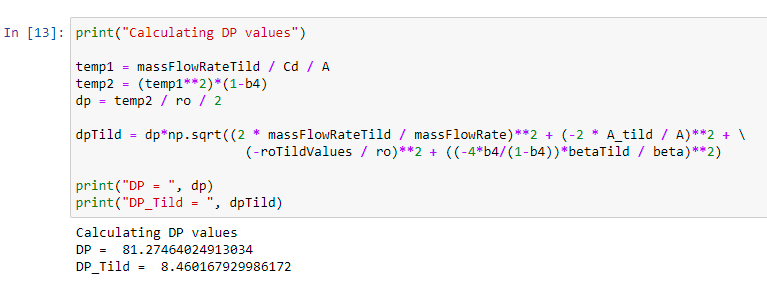 In [13]: print("Calculating DP values")
temp1 = massFlowRateTild / Cd / A
temp2 = (temp1**2)*(1-b4)
dp = temp2 / ro / 2
dpTild = dp*np.sqrt((2 * massFlowRateTild / massFlowRate)**2 + (-2 * A_tild / A)**2 + \
(-roTildValues / ro)**2 + ((-4*b4/(1-b4))*betaTild / beta)**2)
print("DP = ", dp)
print("DP_Tild = ", dpTild)
Calculating DP values
DP =  81.27464024913034
DP_Tild =  8.460167929986172